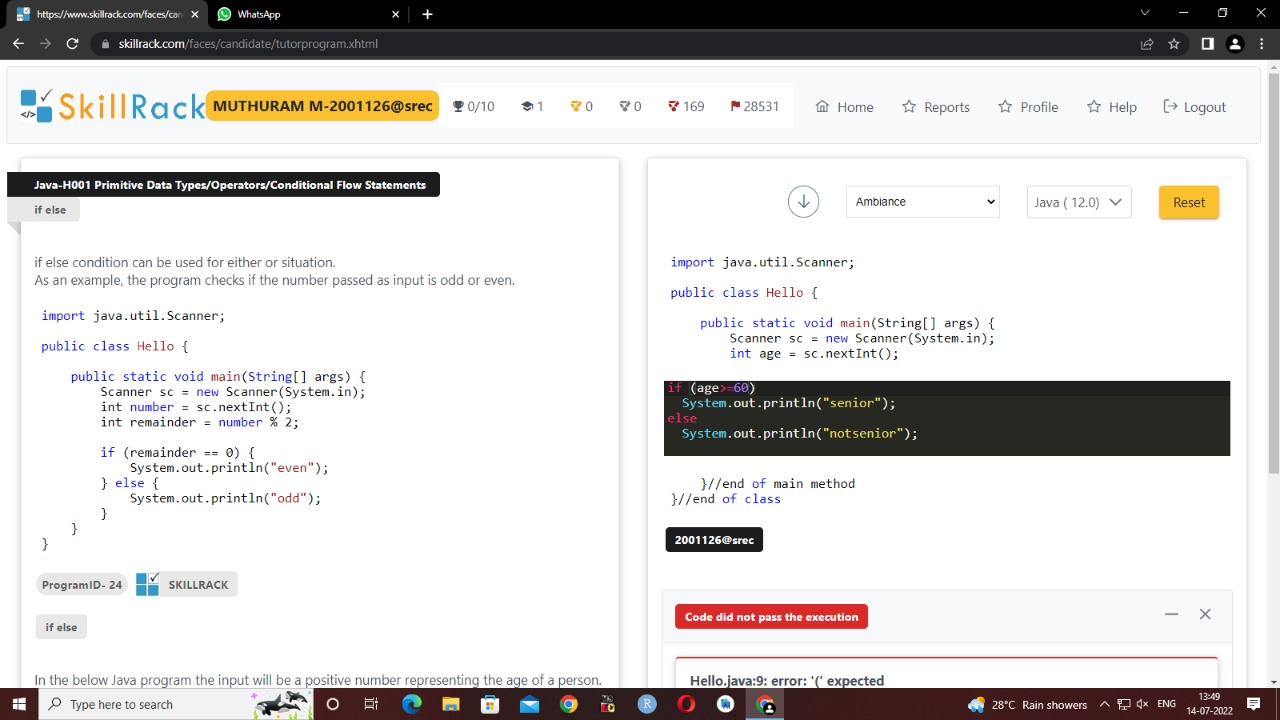 https://www.skillrack.com/faces/can
WhatsApp
skillrack.com/faces/candidate/tutorprogram.xhtml
SkillRack
MUTHURAM M-2001126@srec
0/10
1
0
0
169
28531
Home
Reports
Profile
Help
Logout
Java-H001 Primitive Data Types/Operators/Conditional Flow Statements
if else
if else condition can be used for either or situation.
As an example, the program checks if the number passed as input is odd or even.
import java.util.Scanner;
public class Hello {
public static void main(String[] args) {
Scanner sc = new Scanner(System.in);
int number = sc.nextInt();
int remainder = number % 2;
if (remainder == 0) {
System.out.println("even");
} else {
System.out.println("odd");
}
}
}
ProgramID- 24
SKILLRACK
if else
In the below Java program the input will be a positive number representing the age of a person.
Ambiance
Java ( 12.0)
Reset
import java.util.Scanner;
public class Hello {
public static void main(String[] args) {
Scanner sc = new Scanner(System.in);
int age = sc.nextInt();
if (age>=60)
System.out.println("senior");
else
System.out.println("notsenior");
}//end of main method
}//end of class
2001126@srec
Code did not pass the execution
Hello.java:9: error: '(' expected
Type here to search
28°C Rain showers
ENG
13:49
14-07-2022